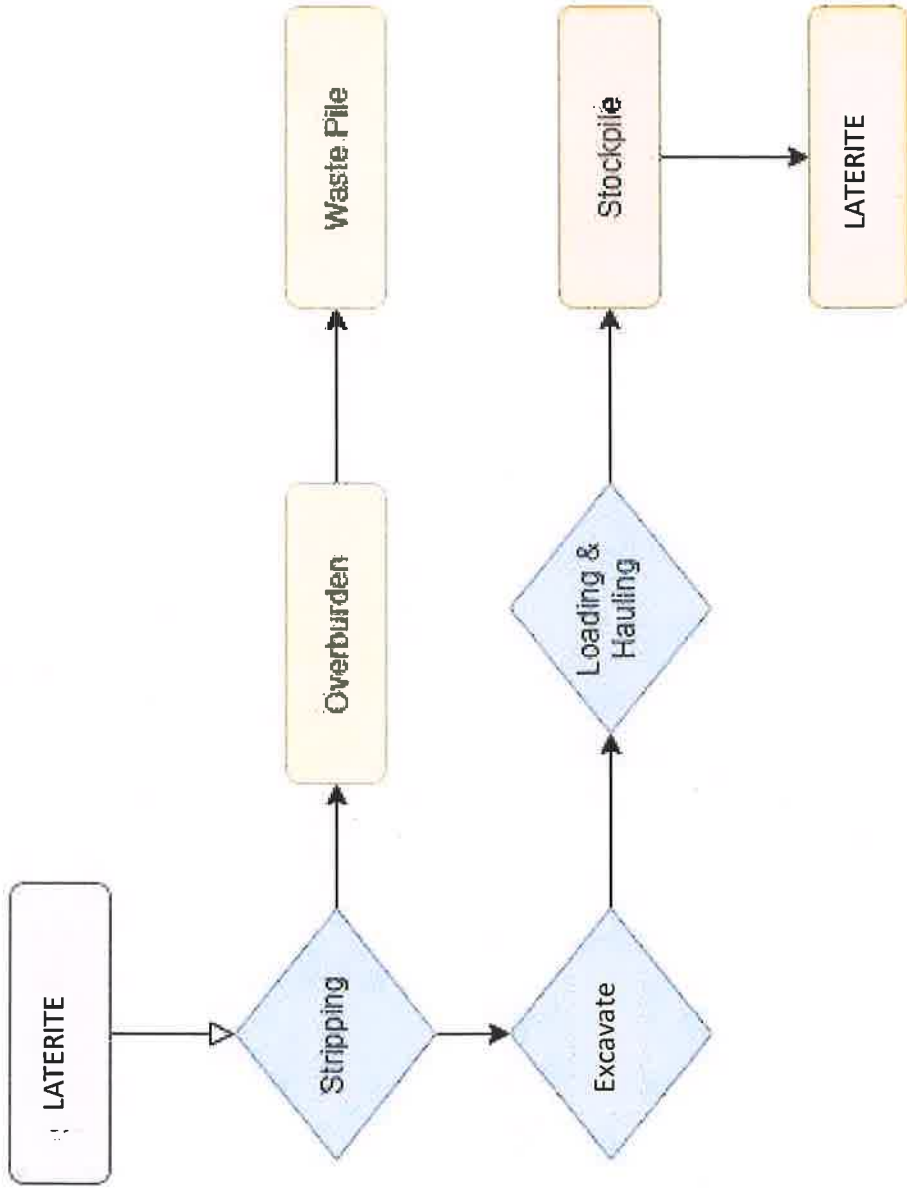 LATERITE
Stripping
Overburden
Waste Pile
Excavate
Loading &
Hauling
Stockpile
LATERITE